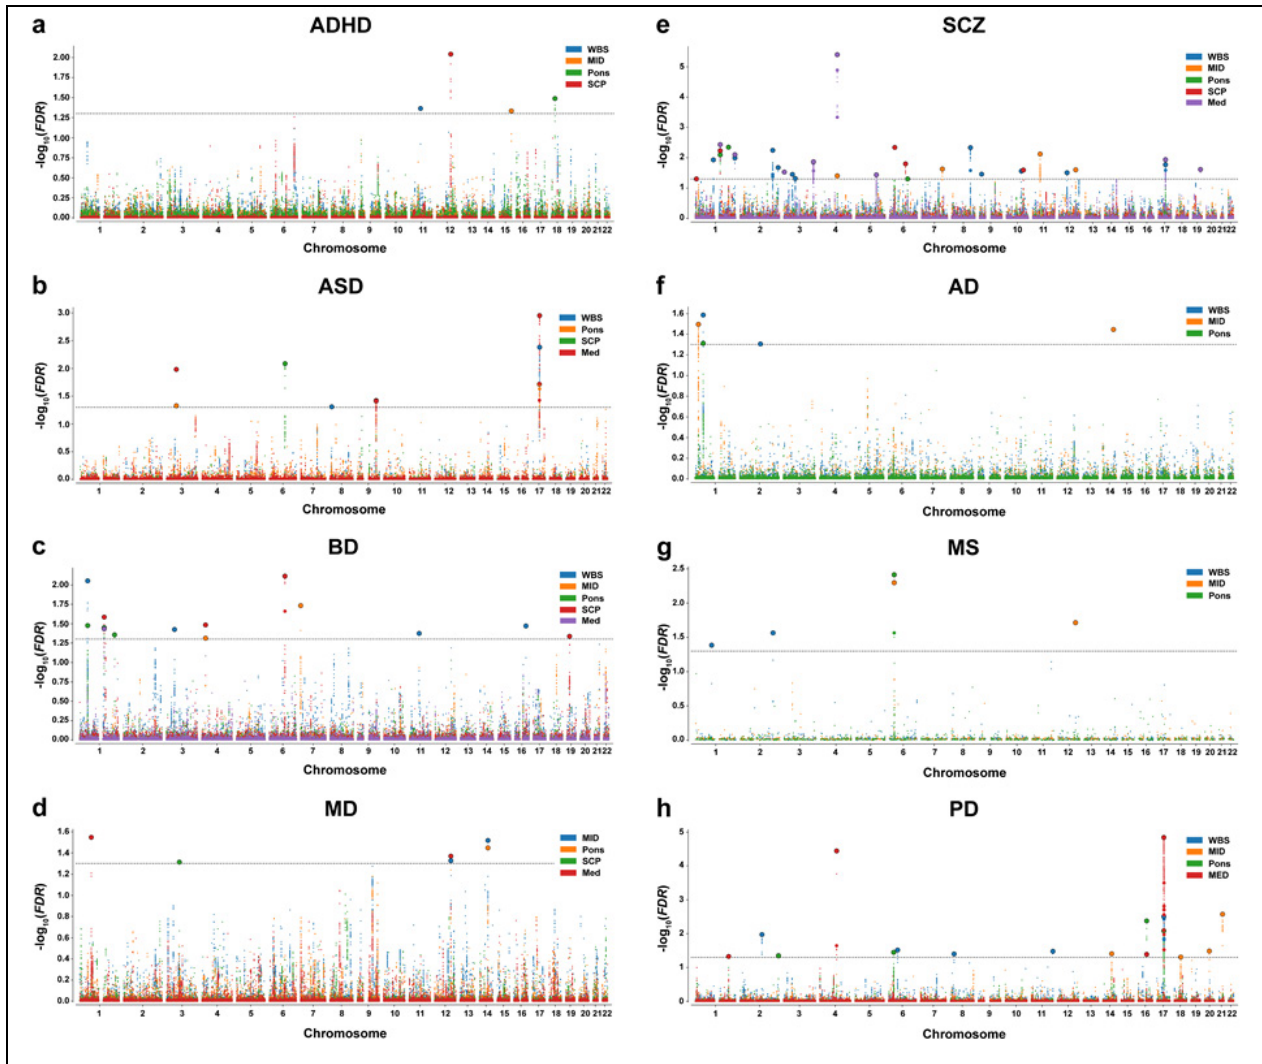 a
ADHD
2.00
1.75
1.50
1.25
1.00
0.75
0.50
0.25
0.00
-log10(FDR)
WBS
MID
Pons
SCP
1 2 3 4 5 6 7 8 9 10 11 12 13 14 15 16 17 18 19 20 21 22
Chromosome
e
SCZ
5
4
3
2
1
0
-log10(FDR)
WBS
MID
Pons
SCP
Med
1 2 3 4 5 6 7 8 9 10 11 12 13 14 15 16 17 18 19 20 21 22
Chromosome
b
ASD
3.0
2.5
2.0
1.5
1.0
0.5
0.0
-log10(FDR)
WBS
Pons
SCP
Med
1 2 3 4 5 6 7 8 9 10 11 12 13 14 15 16 17 18 19 20 21 22
Chromosome
f
AD
1.6
1.4
1.2
1.0
0.8
0.6
0.4
0.2
0.0
-log10(FDR)
WBS
MID
Pons
1 2 3 4 5 6 7 8 9 10 11 12 13 14 15 16 17 18 19 20 21 22
Chromosome
c
BD
2.00
1.75
1.50
1.25
1.00
0.75
0.50
0.25
0.00
-log10(FDR)
WBS
MID
Pons
SCP
Med
1 2 3 4 5 6 7 8 9 10 11 12 13 14 15 16 17 18 19 20 21 22
Chromosome
g
MS
2.5
2.0
1.5
1.0
0.5
0.0
-log10(FDR)
WBS
MID
Pons
1 2 3 4 5 6 7 8 9 10 11 12 13 14 15 16 17 18 19 20 21 22
Chromosome
d
MD
1.6
1.4
1.2
1.0
0.8
0.6
0.4
0.2
0.0
-log10(FDR)
MID
Pons
SCP
Med
1 2 3 4 5 6 7 8 9 10 11 12 13 14 15 16 17 18 19 20 21 22
Chromosome
h
PD
5
4
3
2
1
0
-log10(FDR)
WBS
MID
Pons
MED
1 2 3 4 5 6 7 8 9 10 11 12 13 14 15 16 17 18 19 20 21 22
Chromosome